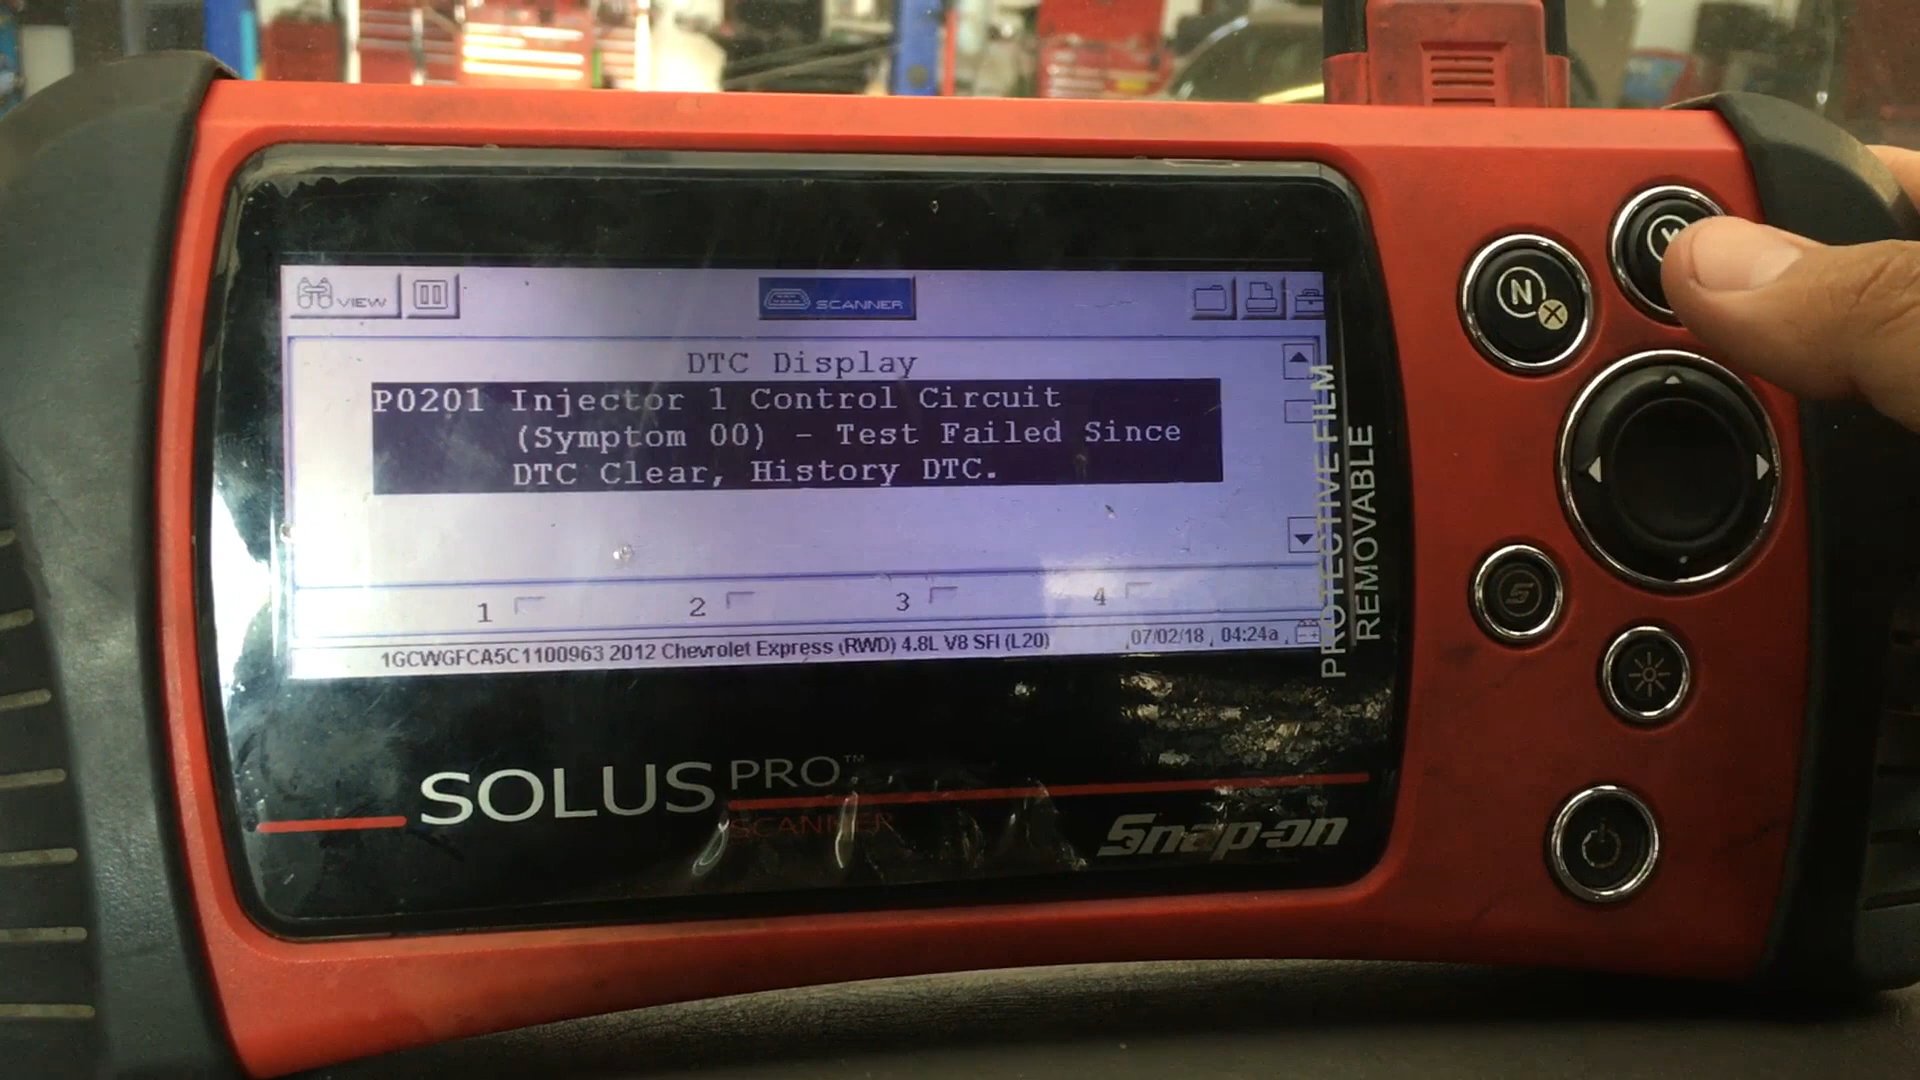 VIEW
SCANNER
DTC Display
P0201 Injector 1 Control Circuit
(Symptom 00) - Test Failed Since
DTC Clear, History DTC.
1 2 3 4
1GCWGFCA5C1100963 2012 Chevrolet Express (RWD) 4.8L V8 SFI (L20) 07/02/18 , 04:24a
PROTECTIVE FILM
REMOVABLE
N X
Y
S
SOLUS PRO™
SCANNER
Snap-on